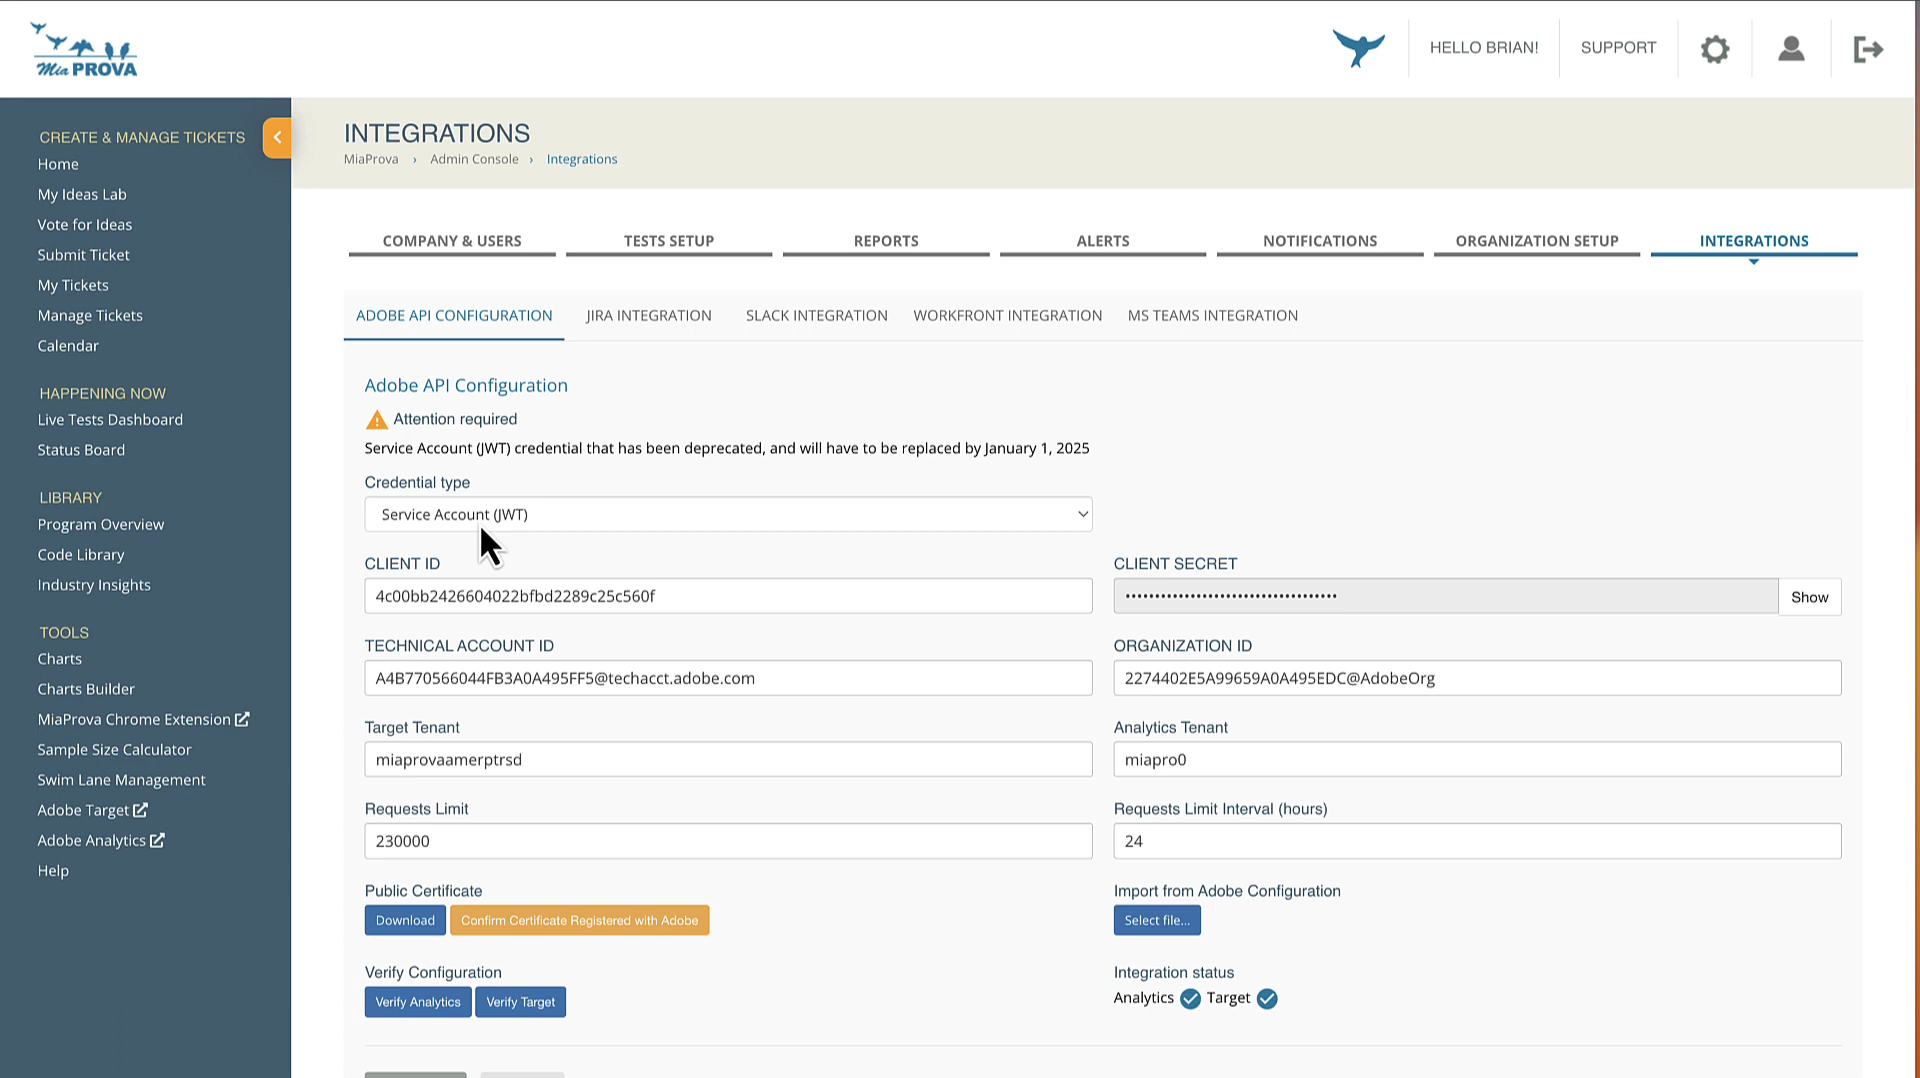 Mia PROVA
HELLO BRIAN!
SUPPORT
CREATE & MANAGE TICKETS
Home
My Ideas Lab
Vote for Ideas
Submit Ticket
My Tickets
Manage Tickets
Calendar
HAPPENING NOW
Live Tests Dashboard
Status Board
LIBRARY
Program Overview
Code Library
Industry Insights
TOOLS
Charts
Charts Builder
MiaProva Chrome Extension
Sample Size Calculator
Swim Lane Management
Adobe Target
Adobe Analytics
Help
INTEGRATIONS
MiaProva › Admin Console › Integrations
COMPANY & USERS TESTS SETUP REPORTS ALERTS NOTIFICATIONS ORGANIZATION SETUP INTEGRATIONS
ADOBE API CONFIGURATION JIRA INTEGRATION SLACK INTEGRATION WORKFRONT INTEGRATION MS TEAMS INTEGRATION
Adobe API Configuration
Attention required
Service Account (JWT) credential that has been deprecated, and will have to be replaced by January 1, 2025
Credential type
Service Account (JWT)
CLIENT ID
4c00bb2426604022bfbd2289c25c560f
CLIENT SECRET
Show
TECHNICAL ACCOUNT ID
A4B770566044FB3A0A495FF5@techacct.adobe.com
ORGANIZATION ID
2274402E5A99659A0A495EDC@AdobeOrg
Target Tenant
miaprovaamerptrsd
Analytics Tenant
miapro0
Requests Limit
230000
Requests Limit Interval (hours)
24
Public Certificate
Download Confirm Certificate Registered with Adobe
Import from Adobe Configuration
Select file...
Verify Configuration
Verify Analytics Verify Target
Integration status
Analytics Target